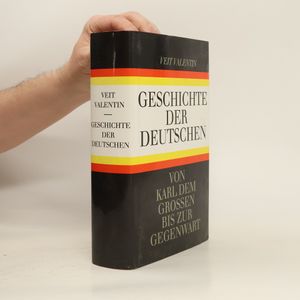 VEIT VALENTIN
GESCHICHTE
DER
DEUTSCHEN
VON
KARL DEM
GROSSEN
BIS ZUR
GEGENWART
VEIT
VALENTIN
GESCHICHTE
DER
DEUTSCHEN